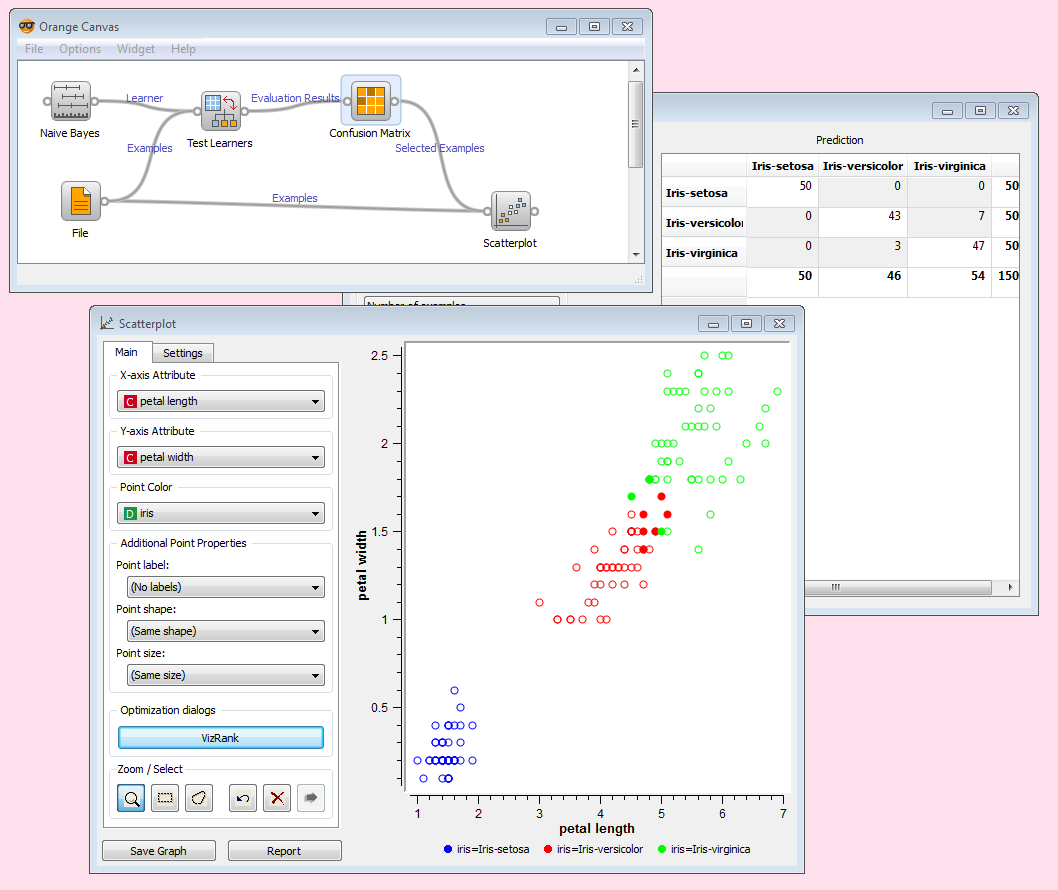 Orange Canvas
File Options Widget Help
Learner
Evaluation Results
Naive Bayes
Test Learners
Confusion Matrix
Examples
Selected Examples
File
Examples
Scatterplot
Prediction
Iris-setosa Iris-versicolor Iris-virginica
Iris-setosa 50 0 0 50
Iris-versicolor 0 43 7 50
Iris-virginica 0 3 47 50
50 46 54 150
Number of examples
Scatterplot
Main Settings
X-axis Attribute
C petal length
Y-axis Attribute
C petal width
Point Color
D iris
Additional Point Properties
Point label:
(No labels)
Point shape:
(Same shape)
Point size:
(Same size)
Optimization dialogs
VizRank
Zoom / Select
Save Graph Report
petal width
2.5
2
1.5
1
0.5
1 2 3 4 5 6 7
petal length
iris=Iris-setosa iris=Iris-versicolor iris=Iris-virginica